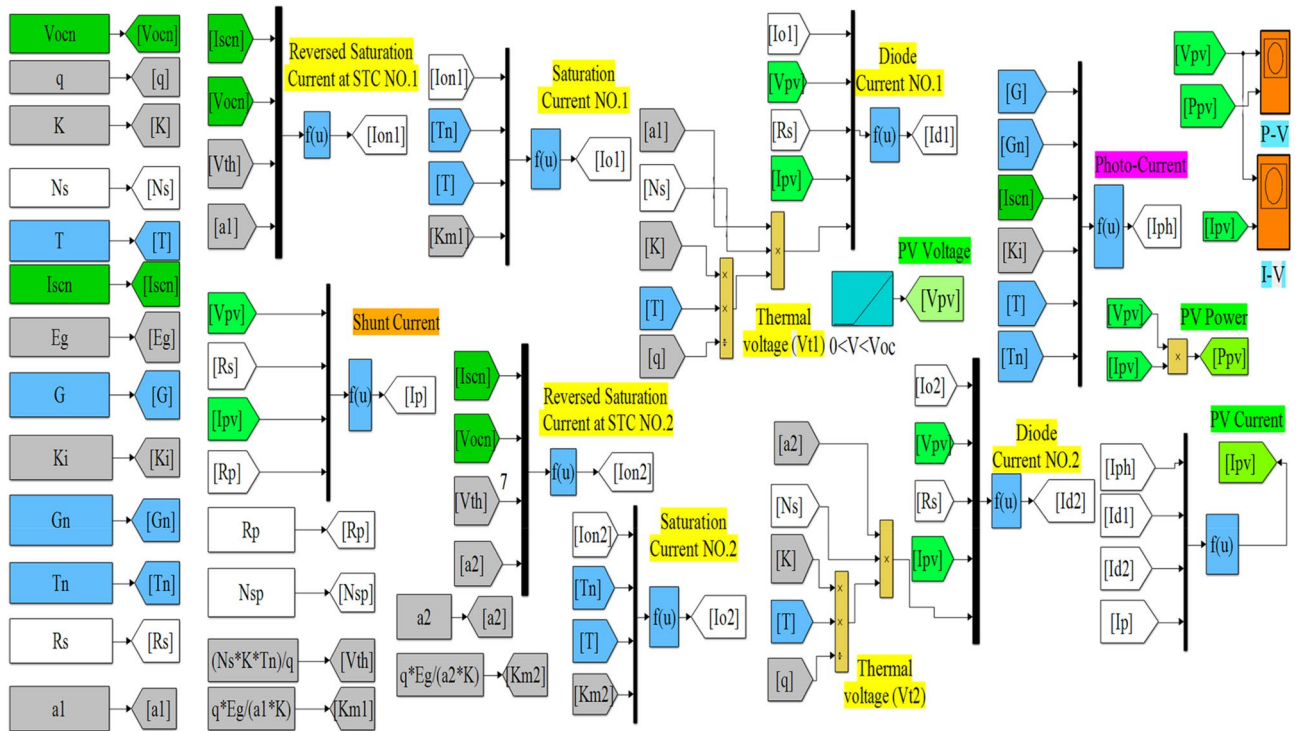 Vocn
[Vocn]
q
[q]
K
[K]
Ns
[Ns]
T
[T]
Iscn
[Iscn]
Eg
[Eg]
G
[G]
Ki
[Ki]
Gn
[Gn]
Tn
[Tn]
Rs
[Rs]
a1
[a1]
[Iscn]
[Vocn]
[Vth]
[a1]
Reversed Saturation
Current at STC NO.1
f(u)
[Ion1]
[Vpv]
[Rs]
[Ipv]
[Rp]
Shunt Current
f(u)
[Ip]
Rp
[Rp]
Nsp
[Nsp]
(Ns*K*Tn)/q
[Vth]
q*Eg/(a1*K)
[Km1]
a2
[a2]
q*Eg/(a2*K)
[Km2]
[Ion1]
[Tn]
[T]
[Km1]
Saturation
Current NO.1
f(u)
[Io1]
[Iscn]
[Vocn]
[Vth]
7
[a2]
Reversed Saturation
Current at STC NO.2
f(u)
[Ion2]
[Ion2]
[Tn]
[T]
[Km2]
Saturation
Current NO.2
f(u)
[Io2]
[a1]
[Ns]
[K]
[T]
[q]
×
×
÷
×
Thermal
voltage (Vt1)
[Io1]
[Vpv]
[Rs]
[Ipv]
Diode
Current NO.1
f(u)
[Id1]
PV Voltage
[Vpv]
0<V<Voc
[a2]
[Ns]
[K]
[T]
[q]
×
×
÷
×
Thermal
voltage (Vt2)
[Io2]
[Vpv]
[Rs]
[Ipv]
Diode
Current NO.2
f(u)
[Id2]
[G]
[Gn]
[Iscn]
[Ki]
[T]
[Tn]
Photo-Current
f(u)
[Iph]
[Vpv]
[Ppv]
P-V
[Ipv]
I-V
[Vpv]
[Ipv]
×
PV Power
[Ppv]
[Iph]
[Id1]
[Id2]
[Ip]
PV Current
[Ipv]
f(u)